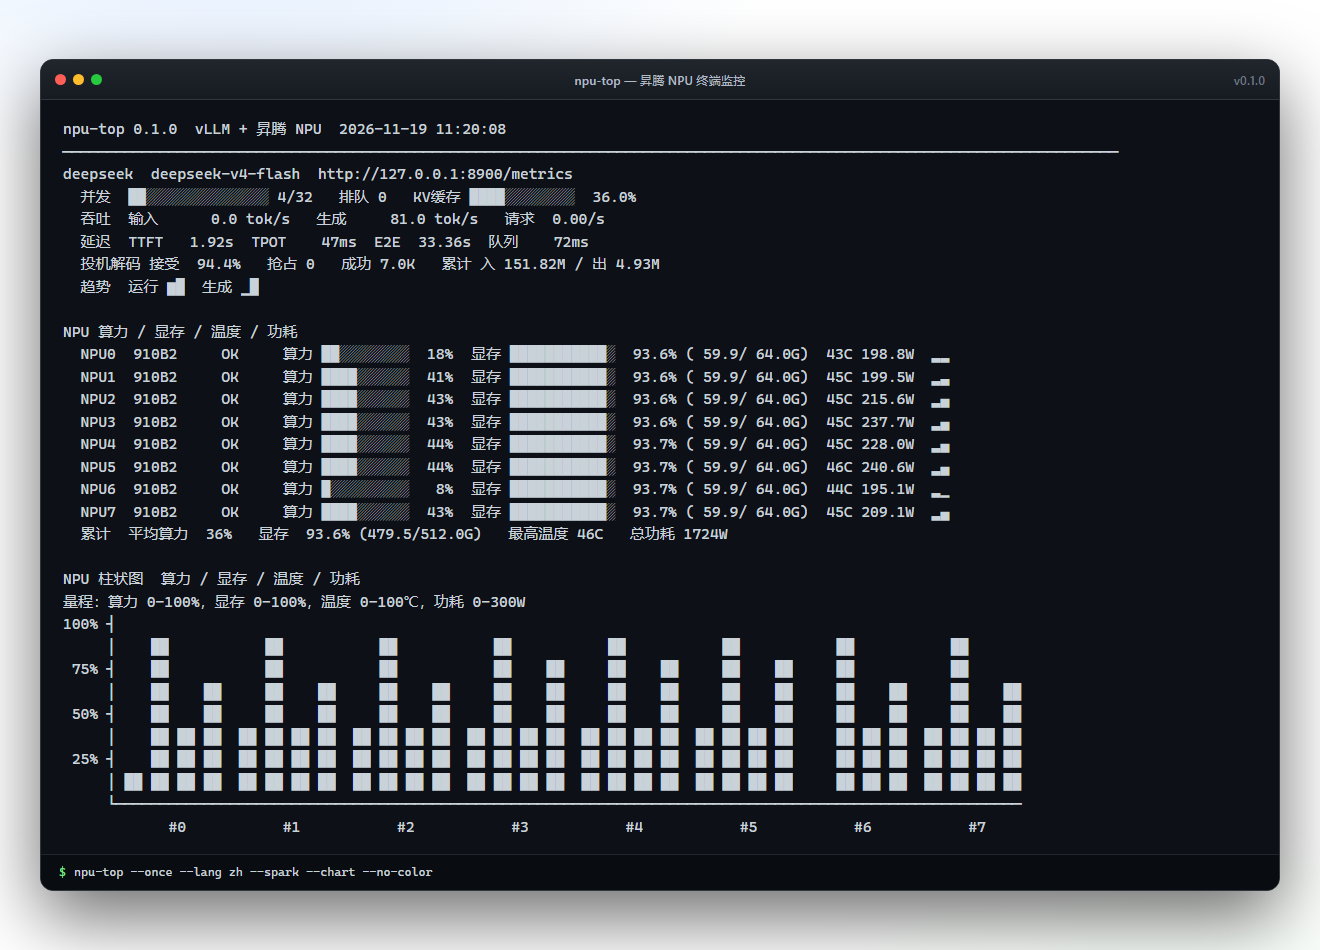 npu-top — 昇腾 NPU 终端监控
v0.1.0
npu-top 0.1.0 vLLM + 昇腾 NPU 2026-11-19 11:20:08
deepseek deepseek-v4-flash http://127.0.0.1:8900/metrics
并发 4/32 排队 0 KV缓存 36.0%
吞吐 输入 0.0 tok/s 生成 81.0 tok/s 请求 0.00/s
延迟 TTFT 1.92s TPOT 47ms E2E 33.36s 队列 72ms
投机解码 接受 94.4% 抢占 0 成功 7.0K 累计 入 151.82M / 出 4.93M
趋势 运行 生成
NPU 算力 / 显存 / 温度 / 功耗
NPU0 910B2 OK 算力 18% 显存 93.6% ( 59.9/ 64.0G) 43C 198.8W
NPU1 910B2 OK 算力 41% 显存 93.6% ( 59.9/ 64.0G) 45C 199.5W
NPU2 910B2 OK 算力 43% 显存 93.6% ( 59.9/ 64.0G) 45C 215.6W
NPU3 910B2 OK 算力 43% 显存 93.6% ( 59.9/ 64.0G) 45C 237.7W
NPU4 910B2 OK 算力 44% 显存 93.7% ( 59.9/ 64.0G) 45C 228.0W
NPU5 910B2 OK 算力 44% 显存 93.7% ( 59.9/ 64.0G) 46C 240.6W
NPU6 910B2 OK 算力 8% 显存 93.7% ( 59.9/ 64.0G) 44C 195.1W
NPU7 910B2 OK 算力 43% 显存 93.7% ( 59.9/ 64.0G) 45C 209.1W
累计 平均算力 36% 显存 93.6% (479.5/512.0G) 最高温度 46C 总功耗 1724W
NPU 柱状图 算力 / 显存 / 温度 / 功耗
量程: 算力 0-100%, 显存 0-100%, 温度 0-100℃, 功耗 0-300W
100%
75%
50%
25%
#0 #1 #2 #3 #4 #5 #6 #7
$ npu-top --once --lang zh --spark --chart --no-color